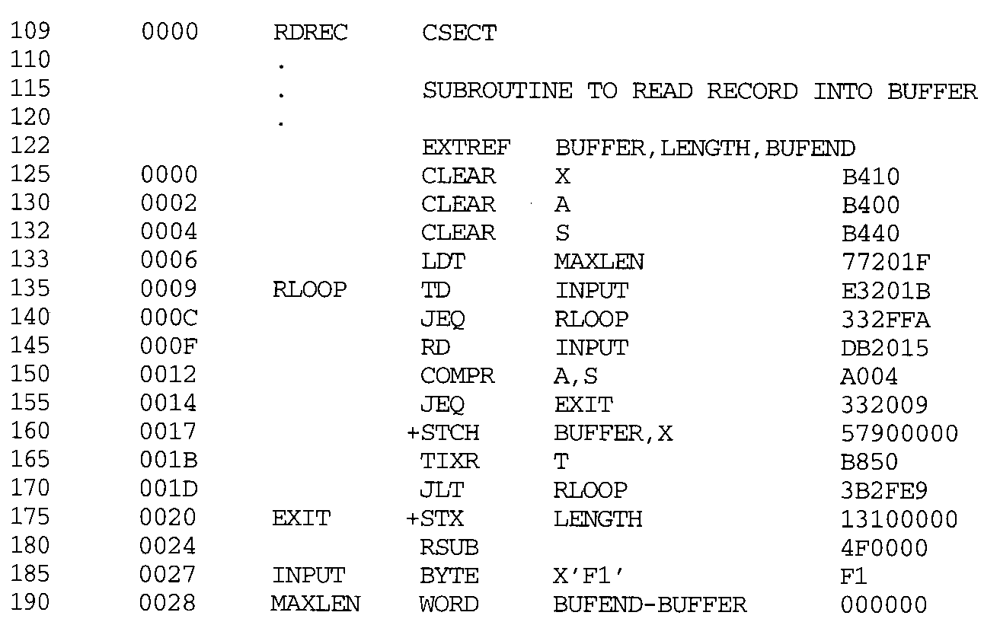 109 0000 RDREC CSECT
110 .
115 . SUBROUTINE TO READ RECORD INTO BUFFER
120 .
122 EXTREF BUFFER,LENGTH,BUFEND
125 0000 CLEAR X B410
130 0002 CLEAR A B400
132 0004 CLEAR S B440
133 0006 LDT MAXLEN 77201F
135 0009 RLOOP TD INPUT E3201B
140 000C JEQ RLOOP 332FFA
145 000F RD INPUT DB2015
150 0012 COMPR A,S A004
155 0014 JEQ EXIT 332009
160 0017 +STCH BUFFER,X 57900000
165 001B TIXR T B850
170 001D JLT RLOOP 3B2FE9
175 0020 EXIT +STX LENGTH 13100000
180 0024 RSUB 4F0000
185 0027 INPUT BYTE X'F1' F1
190 0028 MAXLEN WORD BUFEND-BUFFER 000000